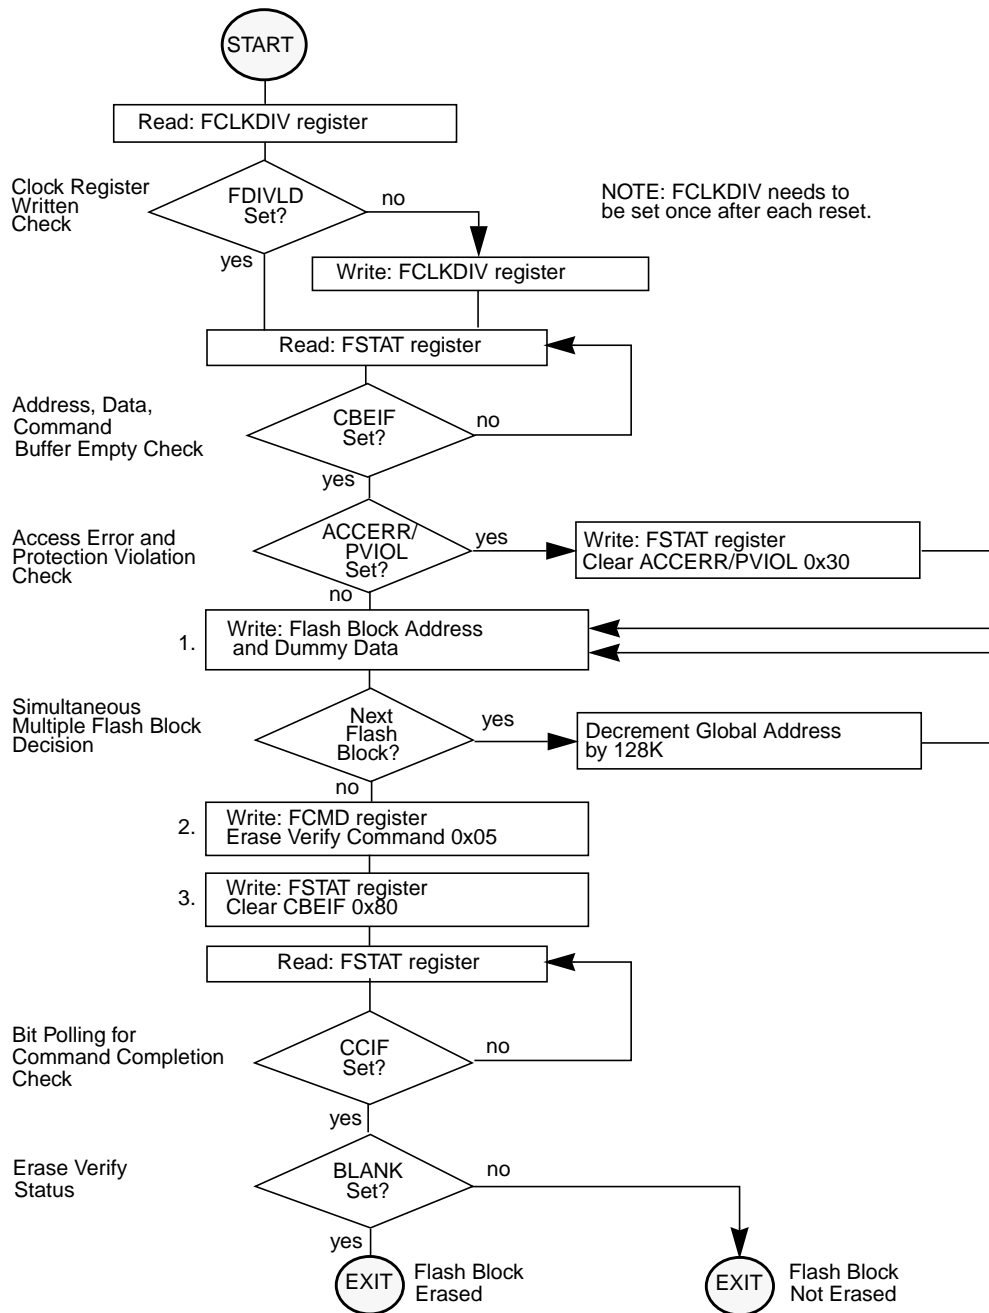 START
Read: FCLKDIV register
Clock Register
Written
Check
FDIVLD
Set?
no
yes
NOTE: FCLKDIV needs to
be set once after each reset.
Write: FCLKDIV register
Read: FSTAT register
Address, Data,
Command
Buffer Empty Check
CBEIF
Set?
no
yes
Access Error and
Protection Violation
Check
ACCERR/
PVIOL
Set?
yes
no
Write: FSTAT register
Clear ACCERR/PVIOL 0x30
1.
Write: Flash Block Address
and Dummy Data
Simultaneous
Multiple Flash Block
Decision
Next
Flash
Block?
yes
no
Decrement Global Address
by 128K
2.
Write: FCMD register
Erase Verify Command 0x05
3.
Write: FSTAT register
Clear CBEIF 0x80
Read: FSTAT register
Bit Polling for
Command Completion
Check
CCIF
Set?
no
yes
Erase Verify
Status
BLANK
Set?
no
yes
EXIT
Flash Block
Erased
EXIT
Flash Block
Not Erased